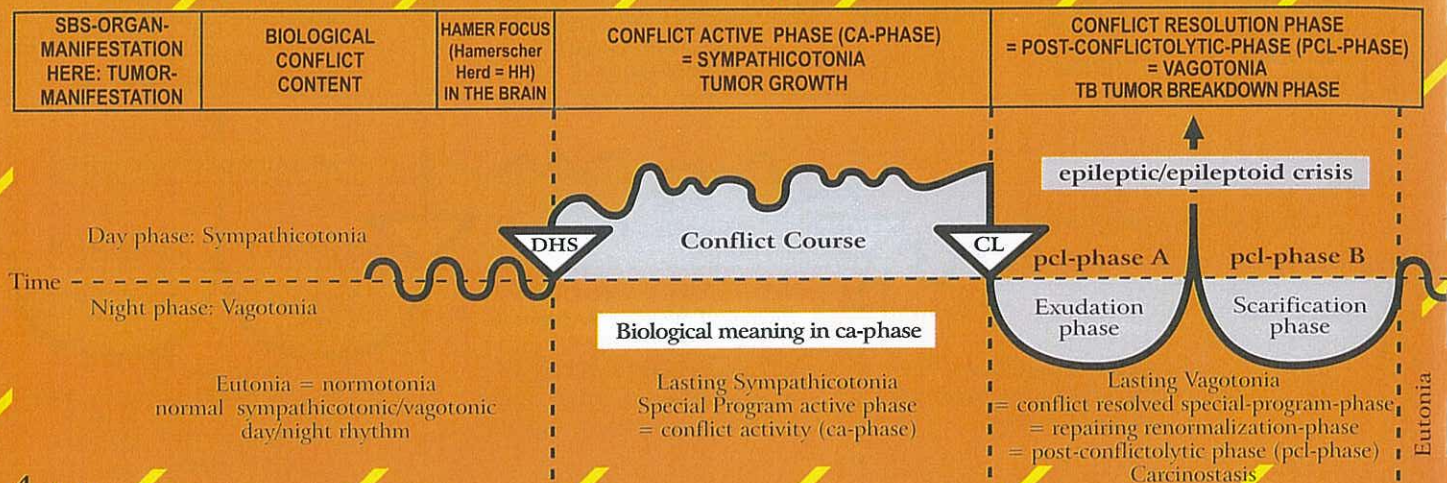 SBS-ORGAN-
MANIFESTATION
HERE: TUMOR-
MANIFESTATION
BIOLOGICAL
CONFLICT
CONTENT
HAMER FOCUS
(Hamerscher
Herd = HH)
IN THE BRAIN
CONFLICT ACTIVE PHASE (CA-PHASE)
= SYMPATHICOTONIA
TUMOR GROWTH
CONFLICT RESOLUTION PHASE
= POST-CONFLICTOLYTIC-PHASE (PCL-PHASE)
= VAGOTONIA
TB TUMOR BREAKDOWN PHASE
epileptic/epileptoid crisis
Day phase: Sympathicotonia
DHS
Conflict Course
CL
pcl-phase A
pcl-phase B
Time
Night phase: Vagotonia
Exudation
phase
Scarification
phase
Biological meaning in ca-phase
Eutonia = normotonia
normal sympathicotonic/vagotonic
day/night rhythm
Lasting Sympathicotonia
Special Program active phase
= conflict activity (ca-phase)
Lasting Vagotonia
= conflict resolved special-program-phase
= repairing renormalization-phase
= post-conflictolytic phase (pcl-phase)
Carcinostasis
Eutonia